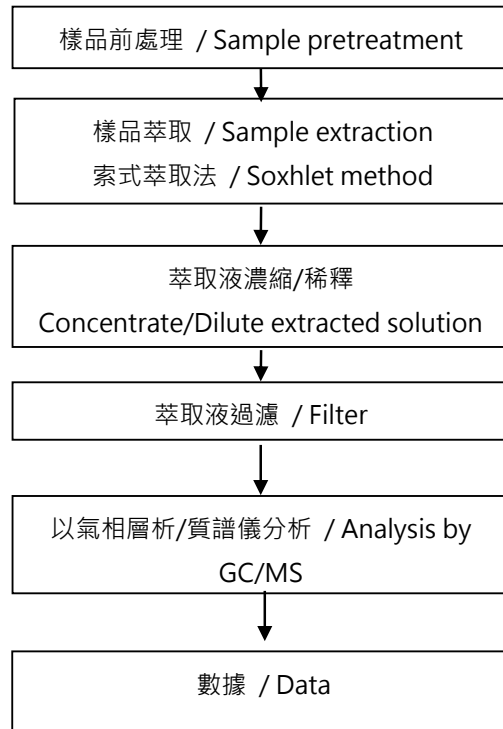 樣品前處理 / Sample pretreatment
樣品萃取 / Sample extraction
索式萃取法 / Soxhlet method
萃取液濃縮/稀釋
Concentrate/Dilute extracted solution
萃取液過濾 / Filter
以氣相層析/質譜儀分析 / Analysis by
GC/MS
數據 / Data